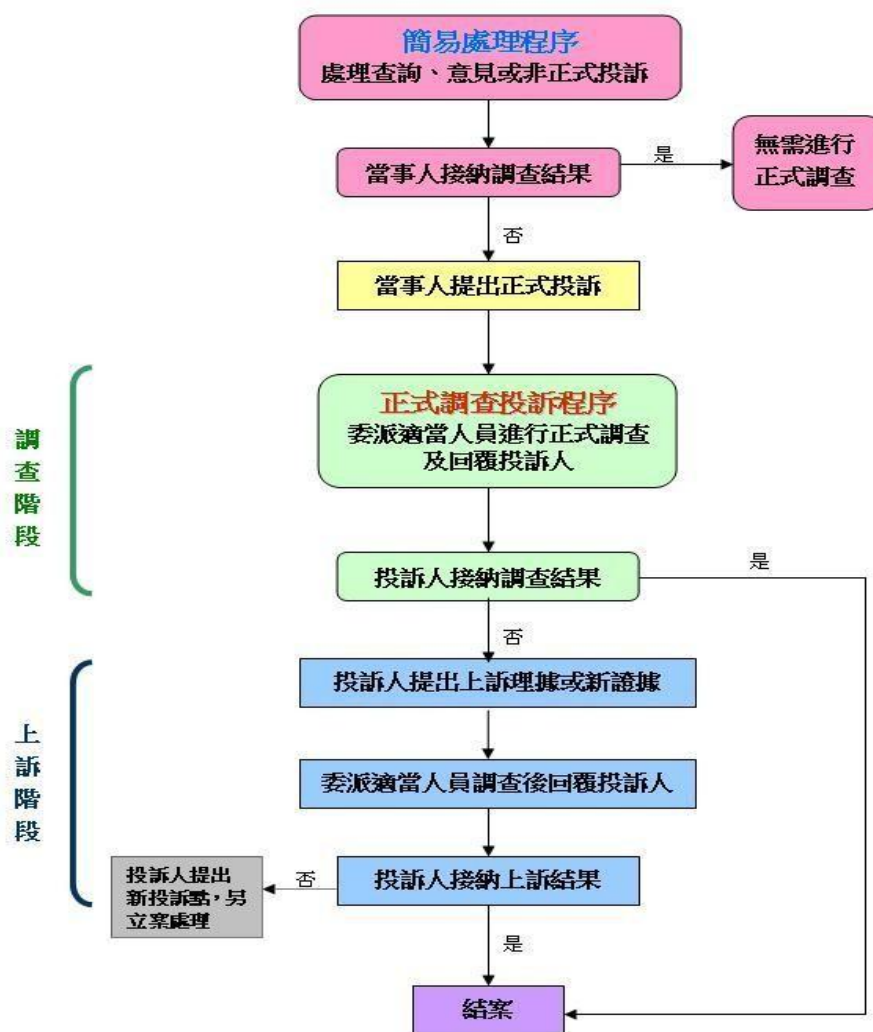 簡易處理程序
處理查詢、意見或非正式投訴
當事人接納調查結果
是
無需進行
正式調查
否
當事人提出正式投訴
調查階段
正式調查投訴程序
委派適當人員進行正式調查
及回覆投訴人
投訴人接納調查結果
是
否
上訴階段
投訴人提出上訴理據或新證據
委派適當人員調查後回覆投訴人
投訴人接納上訴結果
否
投訴人提出
新投訴點，另
立案處理
是
結案